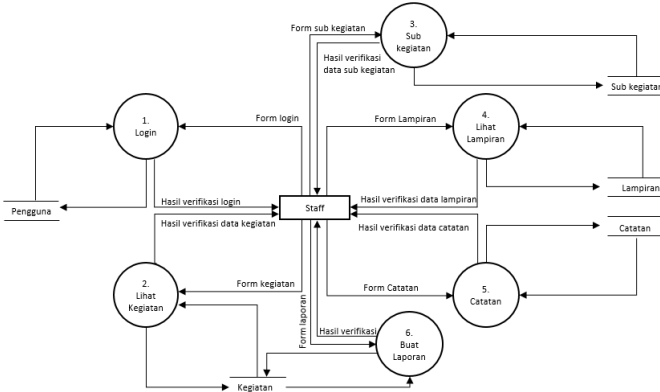 Form sub kegiatan
3.
Sub
kegiatan
Hasil verifikasi
data sub kegiatan
Sub kegiatan
1.
Login
Form login
Form Lampiran
4.
Lihat
Lampiran
Hasil verifikasi login
Hasil verifikasi data lampiran
Lampiran
Pengguna
Staff
Hasil verifikasi data kegiatan
Hasil verifikasi data catatan
Catatan
2.
Lihat
Kegiatan
Form kegiatan
Form Catatan
5.
Catatan
Form laporan
Hasil verifikasi
6.
Buat
Laporan
Kegiatan